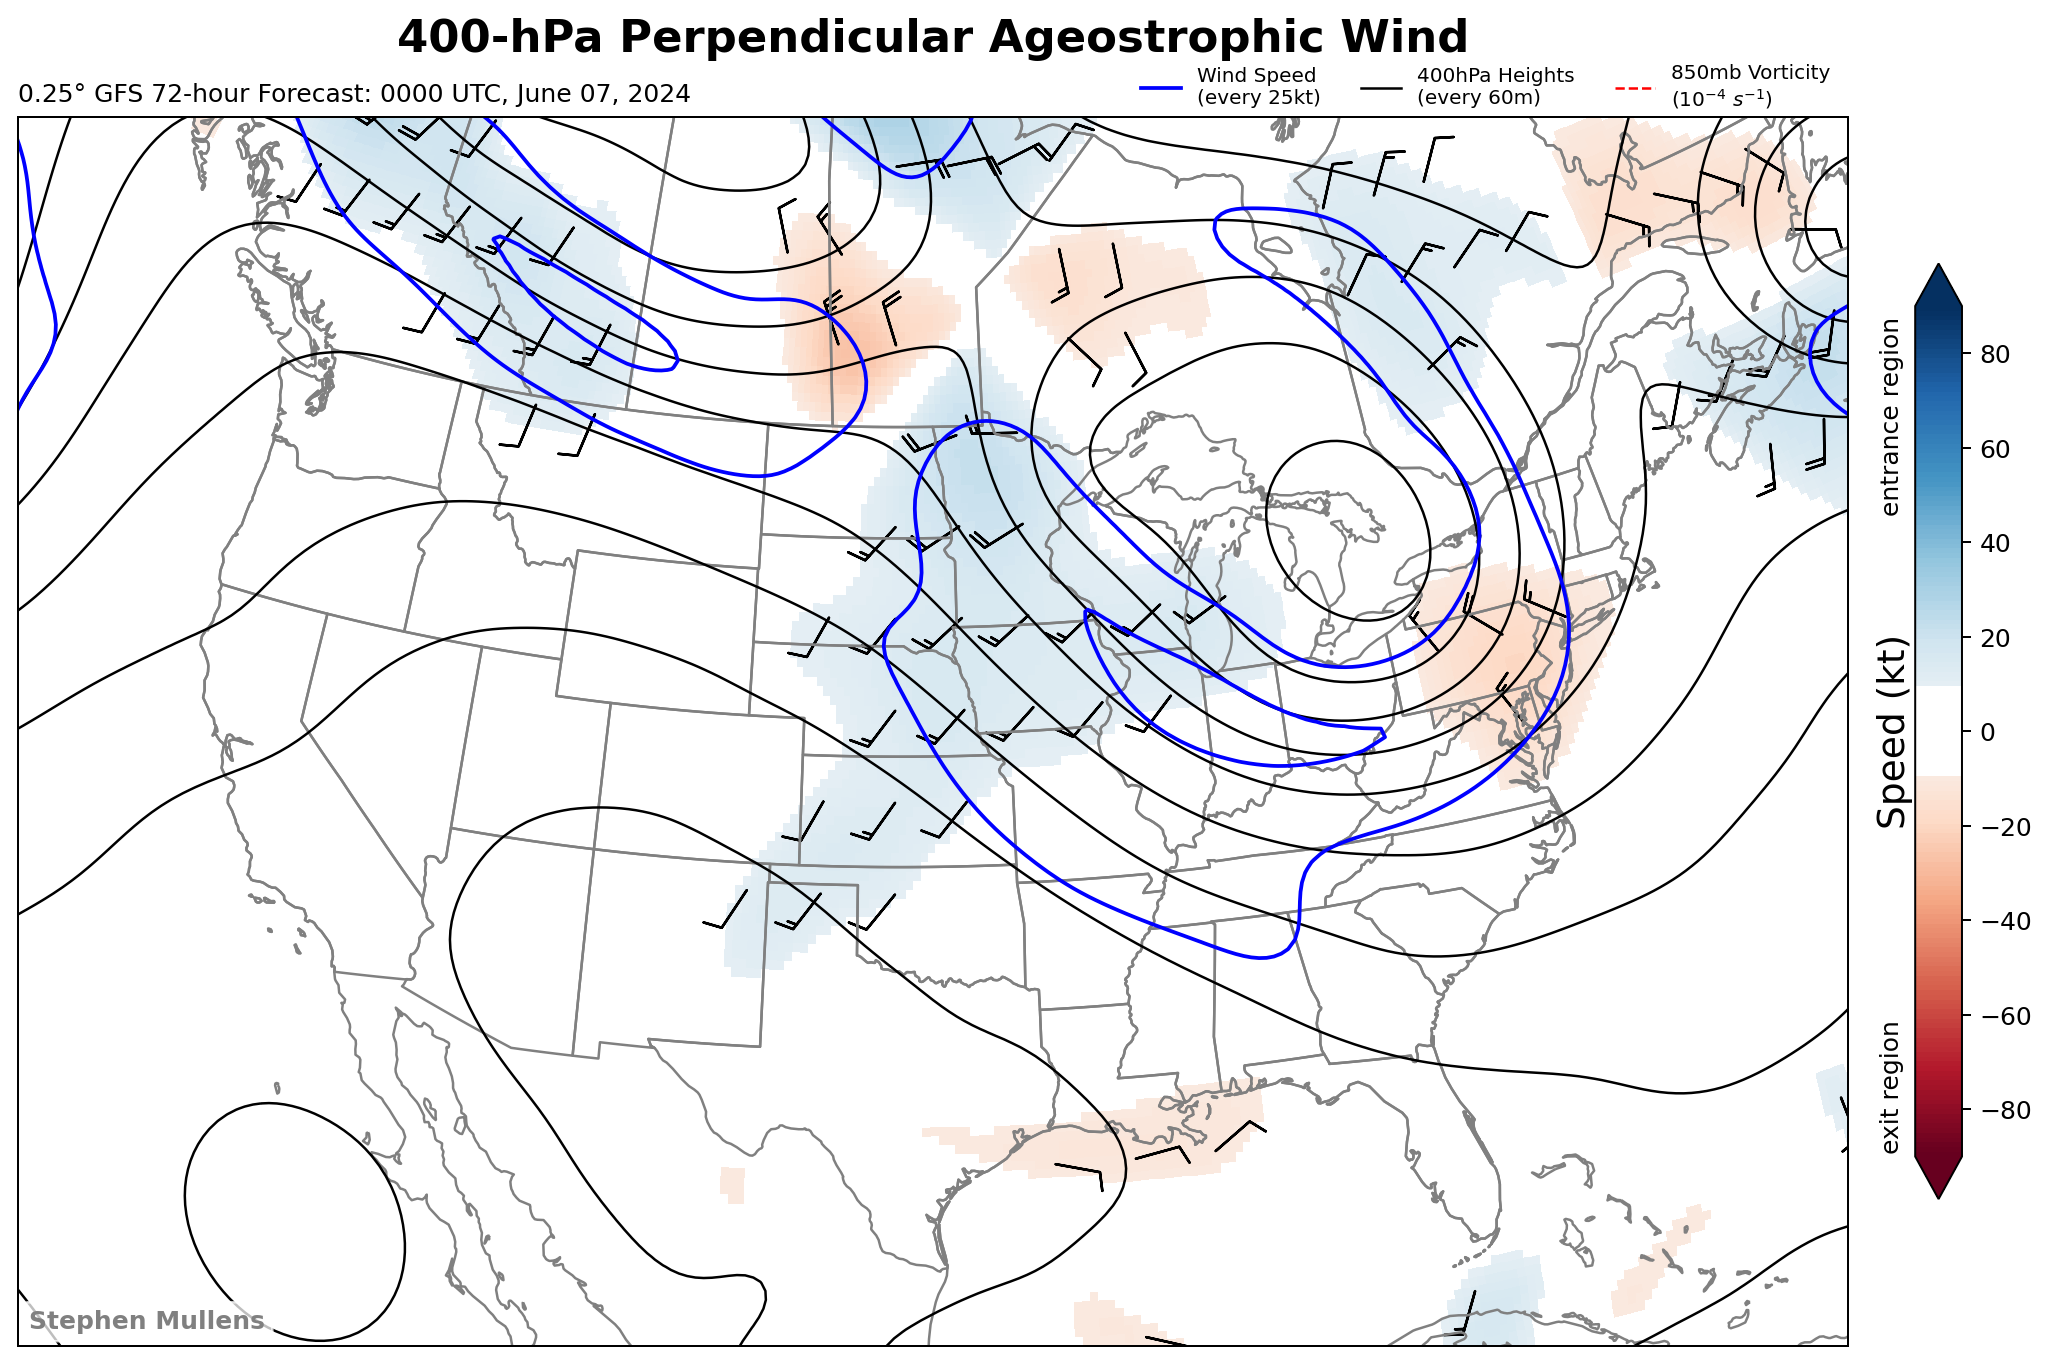 400-hPa Perpendicular Ageostrophic Wind
0.25° GFS 72-hour Forecast: 0000 UTC, June 07, 2024
Wind Speed
(every 25kt)
400hPa Heights
(every 60m)
850mb Vorticity
(10⁻⁴ s⁻¹)
entrance region
Speed (kt)
exit region
80
60
40
20
0
−20
−40
−60
−80
Stephen Mullens